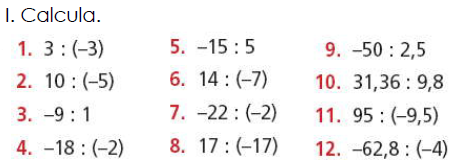 I. Calcula.
1. 3 : (–3)
2. 10 : (–5)
3. –9 : 1
4. –18 : (–2)
5. –15 : 5
6. 14 : (–7)
7. –22 : (–2)
8. 17 : (–17)
9. –50 : 2,5
10. 31,36 : 9,8
11. 95 : (–9,5)
12. –62,8 : (–4)